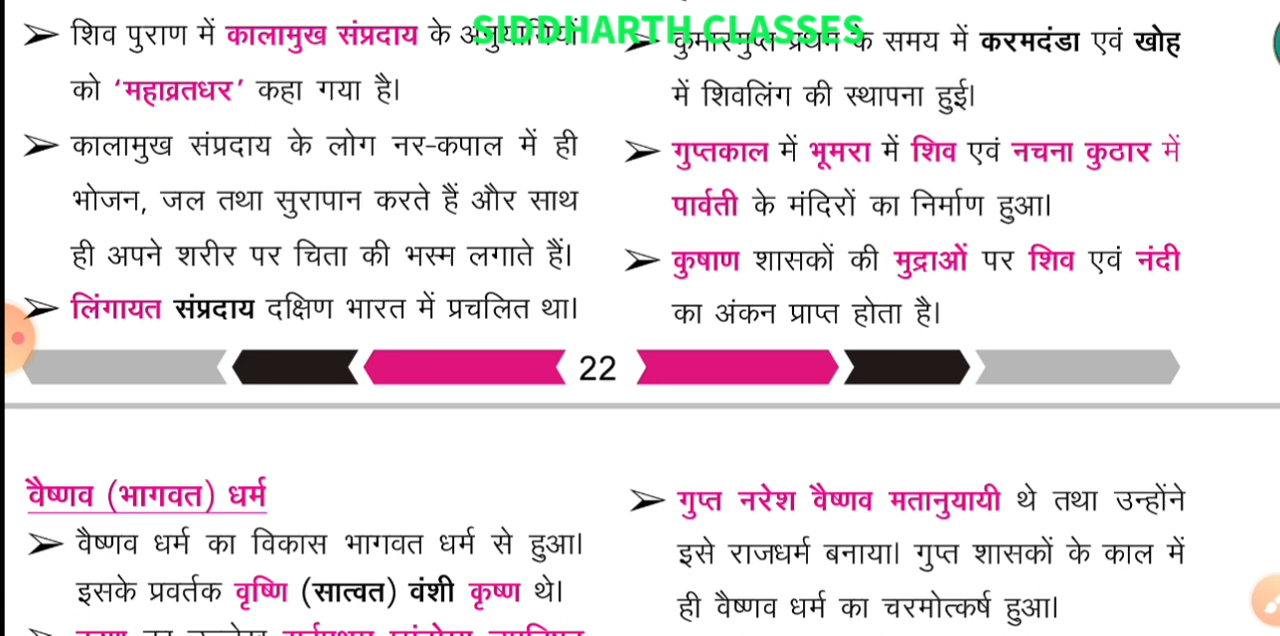 SIDDHARTH CLASSES
➢ शिव पुराण में कालामुख संप्रदाय के अनुयायियों
को ‘महाव्रतधर’ कहा गया है।
➢ कालामुख संप्रदाय के लोग नर-कपाल में ही
भोजन, जल तथा सुरापान करते हैं और साथ
ही अपने शरीर पर चिता की भस्म लगाते हैं।
➢ लिंगायत संप्रदाय दक्षिण भारत में प्रचलित था।
➢ कुमारगुप्त प्रथम के समय में करमदंडा एवं खोह
में शिवलिंग की स्थापना हुई।
➢ गुप्तकाल में भूमरा में शिव एवं नचना कुठार में
पार्वती के मंदिरों का निर्माण हुआ।
➢ कुषाण शासकों की मुद्राओं पर शिव एवं नंदी
का अंकन प्राप्त होता है।
22
वैष्णव (भागवत) धर्म
➢ वैष्णव धर्म का विकास भागवत धर्म से हुआ।
इसके प्रवर्तक वृष्णि (सात्वत) वंशी कृष्ण थे।
➢ गुप्त नरेश वैष्णव मतानुयायी थे तथा उन्होंने
इसे राजधर्म बनाया। गुप्त शासकों के काल में
ही वैष्णव धर्म का चरमोत्कर्ष हुआ।